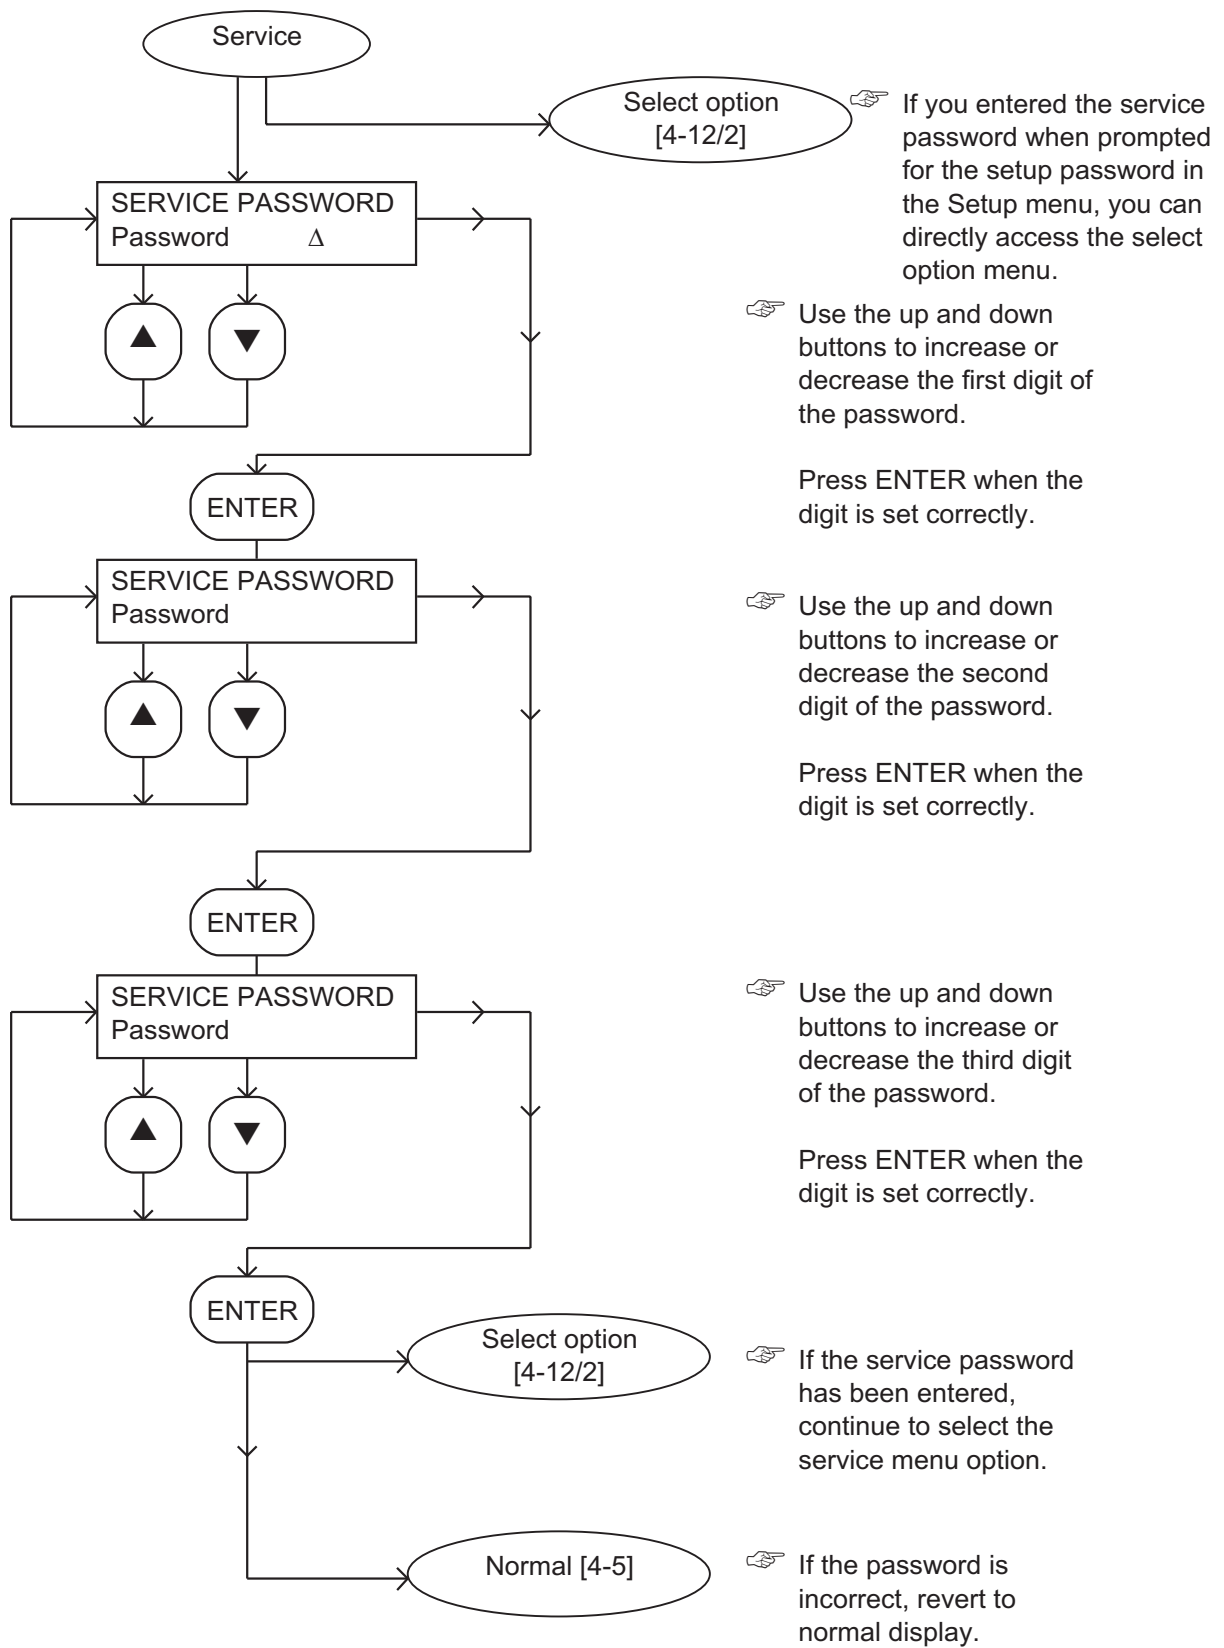 Service
Select option
[4-12/2]
If you entered the service
password when prompted
for the setup password in
the Setup menu, you can
directly access the select
option menu.
SERVICE PASSWORD
Password Δ
▲ ▼
Use the up and down
buttons to increase or
decrease the first digit of
the password.
Press ENTER when the
digit is set correctly.
ENTER
SERVICE PASSWORD
Password
▲ ▼
Use the up and down
buttons to increase or
decrease the second
digit of the password.
Press ENTER when the
digit is set correctly.
ENTER
SERVICE PASSWORD
Password
▲ ▼
Use the up and down
buttons to increase or
decrease the third digit
of the password.
Press ENTER when the
digit is set correctly.
ENTER
Select option
[4-12/2]
If the service password
has been entered,
continue to select the
service menu option.
Normal [4-5]
If the password is
incorrect, revert to
normal display.